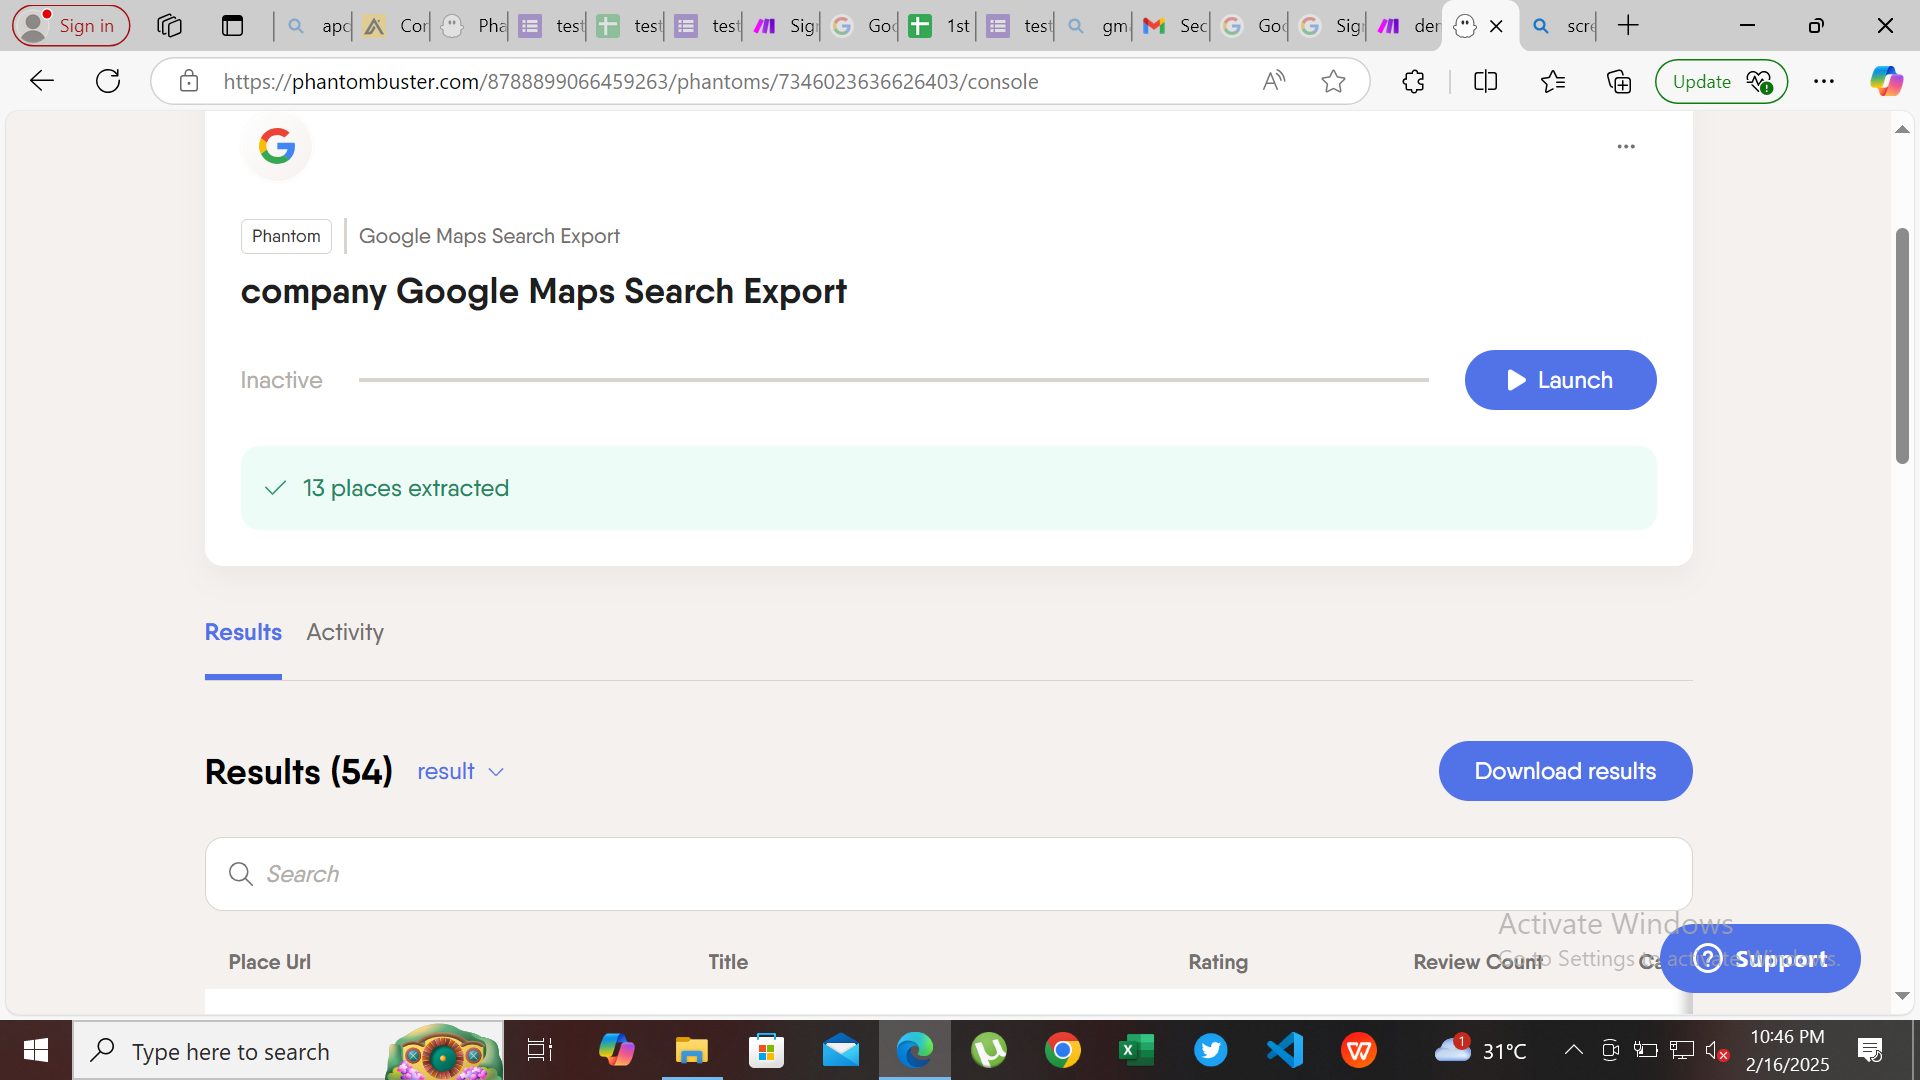 Sign in
apc
Cor
Pha
test
test
test
Sig
Goo
1st
test
gm
Sec
Goo
Sig
der
scre
https://phantombuster.com/8788899066459263/phantoms/7346023636626403/console
Update
Phantom
Google Maps Search Export
company Google Maps Search Export
Inactive
Launch
13 places extracted
Results Activity
Results (54) result
Download results
Search
Activate Windows
Go to Settings to activate Windows.
Place Url Title Rating Review Count Ca
Support
Type here to search
1
31°C
10:46 PM
2/16/2025